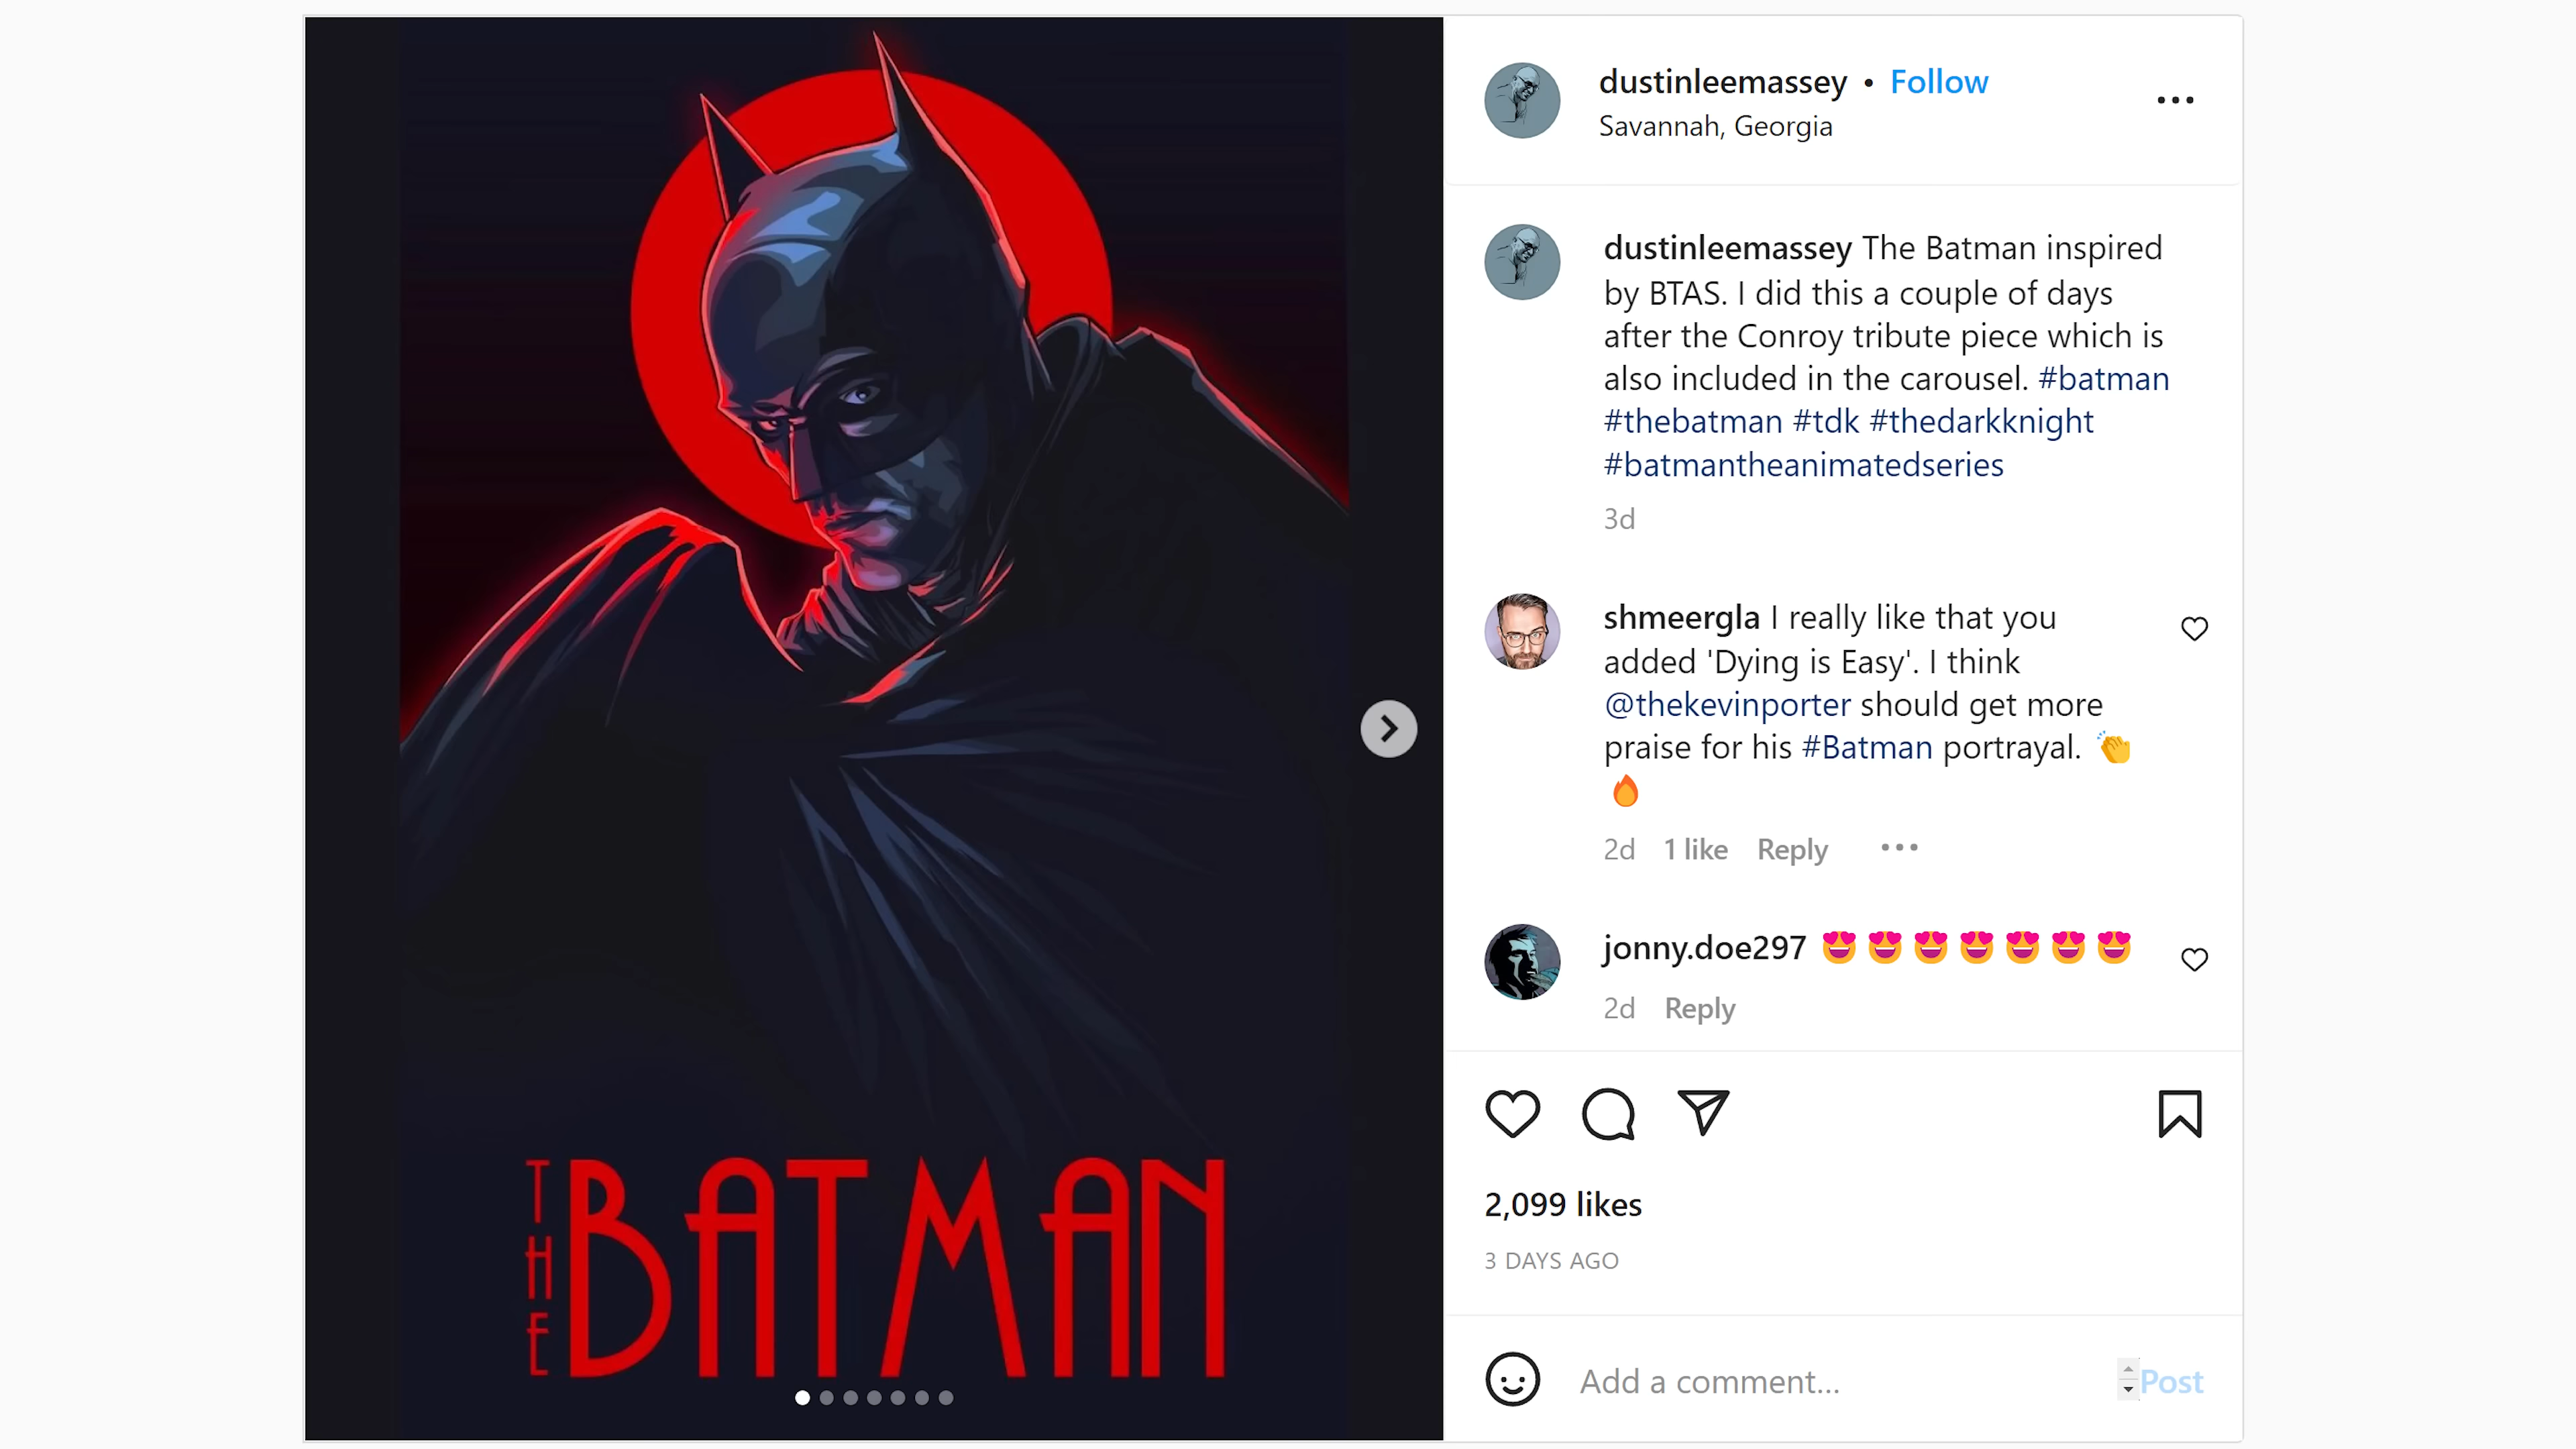 THE
BATMAN
dustinleemassey • Follow
Savannah, Georgia
dustinleemassey The Batman inspired
by BTAS. I did this a couple of days
after the Conroy tribute piece which is
also included in the carousel. #batman
#thebatman #tdk #thedarkknight
#batmantheanimatedseries
3d
shmeergla I really like that you
added 'Dying is Easy'. I think
@thekevinporter should get more
praise for his #Batman portrayal. 👏
🔥
2d 1 like Reply
jonny.doe297 😍😍😍😍😍😍😍
2d Reply
2,099 likes
3 DAYS AGO
Add a comment...
Post